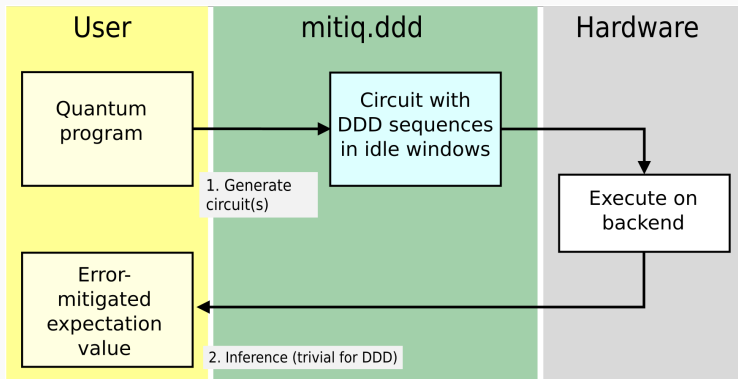 User
mitiq.ddd
Hardware
Quantum
program
Circuit with
DDD sequences
in idle windows
1. Generate
circuit(s)
Execute on
backend
Error-
mitigated
expectation
value
2. Inference (trivial for DDD)